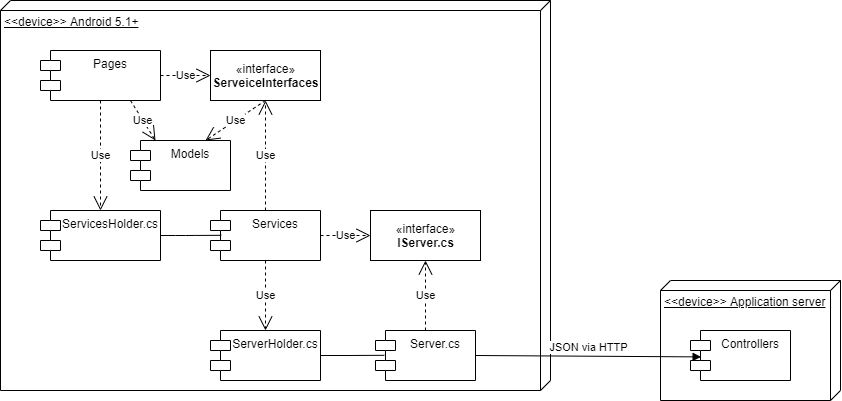 <<device>> Android 5.1+
Pages
Use
«interface»
ServeiceInterfaces
Use
Use
Models
Use
Use
ServicesHolder.cs
Services
Use
«interface»
IServer.cs
Use
Use
<<device>> Application server
ServerHolder.cs
Server.cs
JSON via HTTP
Controllers